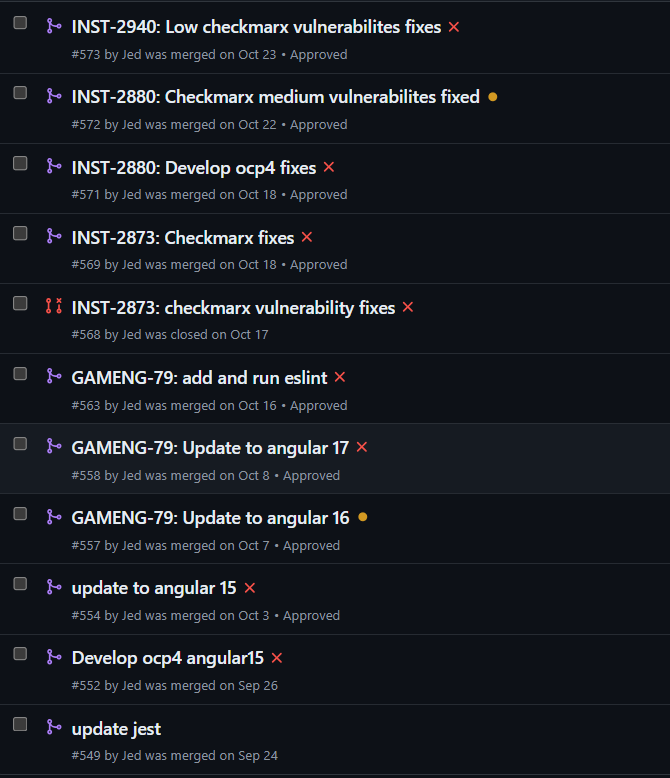 INST-2940: Low checkmarx vulnerabilites fixes
#573 by Jed was merged on Oct 23 • Approved
INST-2880: Checkmarx medium vulnerabilites fixed
#572 by Jed was merged on Oct 22 • Approved
INST-2880: Develop ocp4 fixes
#571 by Jed was merged on Oct 18 • Approved
INST-2873: Checkmarx fixes
#569 by Jed was merged on Oct 18 • Approved
INST-2873: checkmarx vulnerability fixes
#568 by Jed was closed on Oct 17
GAMENG-79: add and run eslint
#563 by Jed was merged on Oct 16 • Approved
GAMENG-79: Update to angular 17
#558 by Jed was merged on Oct 8 • Approved
GAMENG-79: Update to angular 16
#557 by Jed was merged on Oct 7 • Approved
update to angular 15
#554 by Jed was merged on Oct 3 • Approved
Develop ocp4 angular15
#552 by Jed was merged on Sep 26
update jest
#549 by Jed was merged on Sep 24